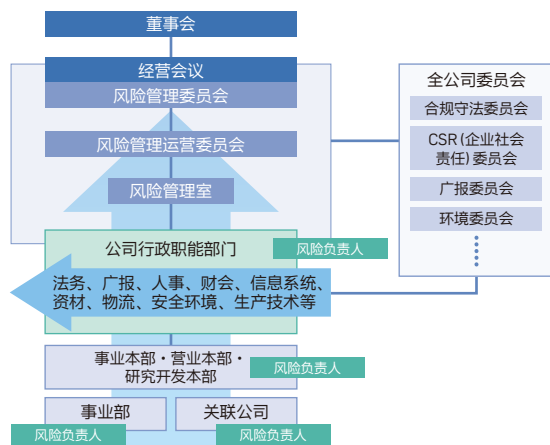 董事会
经营会议
风险管理委员会
风险管理运营委员会
风险管理室
公司行政职能部门
风险负责人
法务、广报、人事、财会、信息系统、
资材、物流、安全环境、生产技术等
事业本部·营业本部·
研究开发本部
风险负责人
事业部
风险负责人
关联公司
风险负责人
全公司委员会
合规守法委员会
CSR (企业社会
责任) 委员会
广报委员会
环境委员会